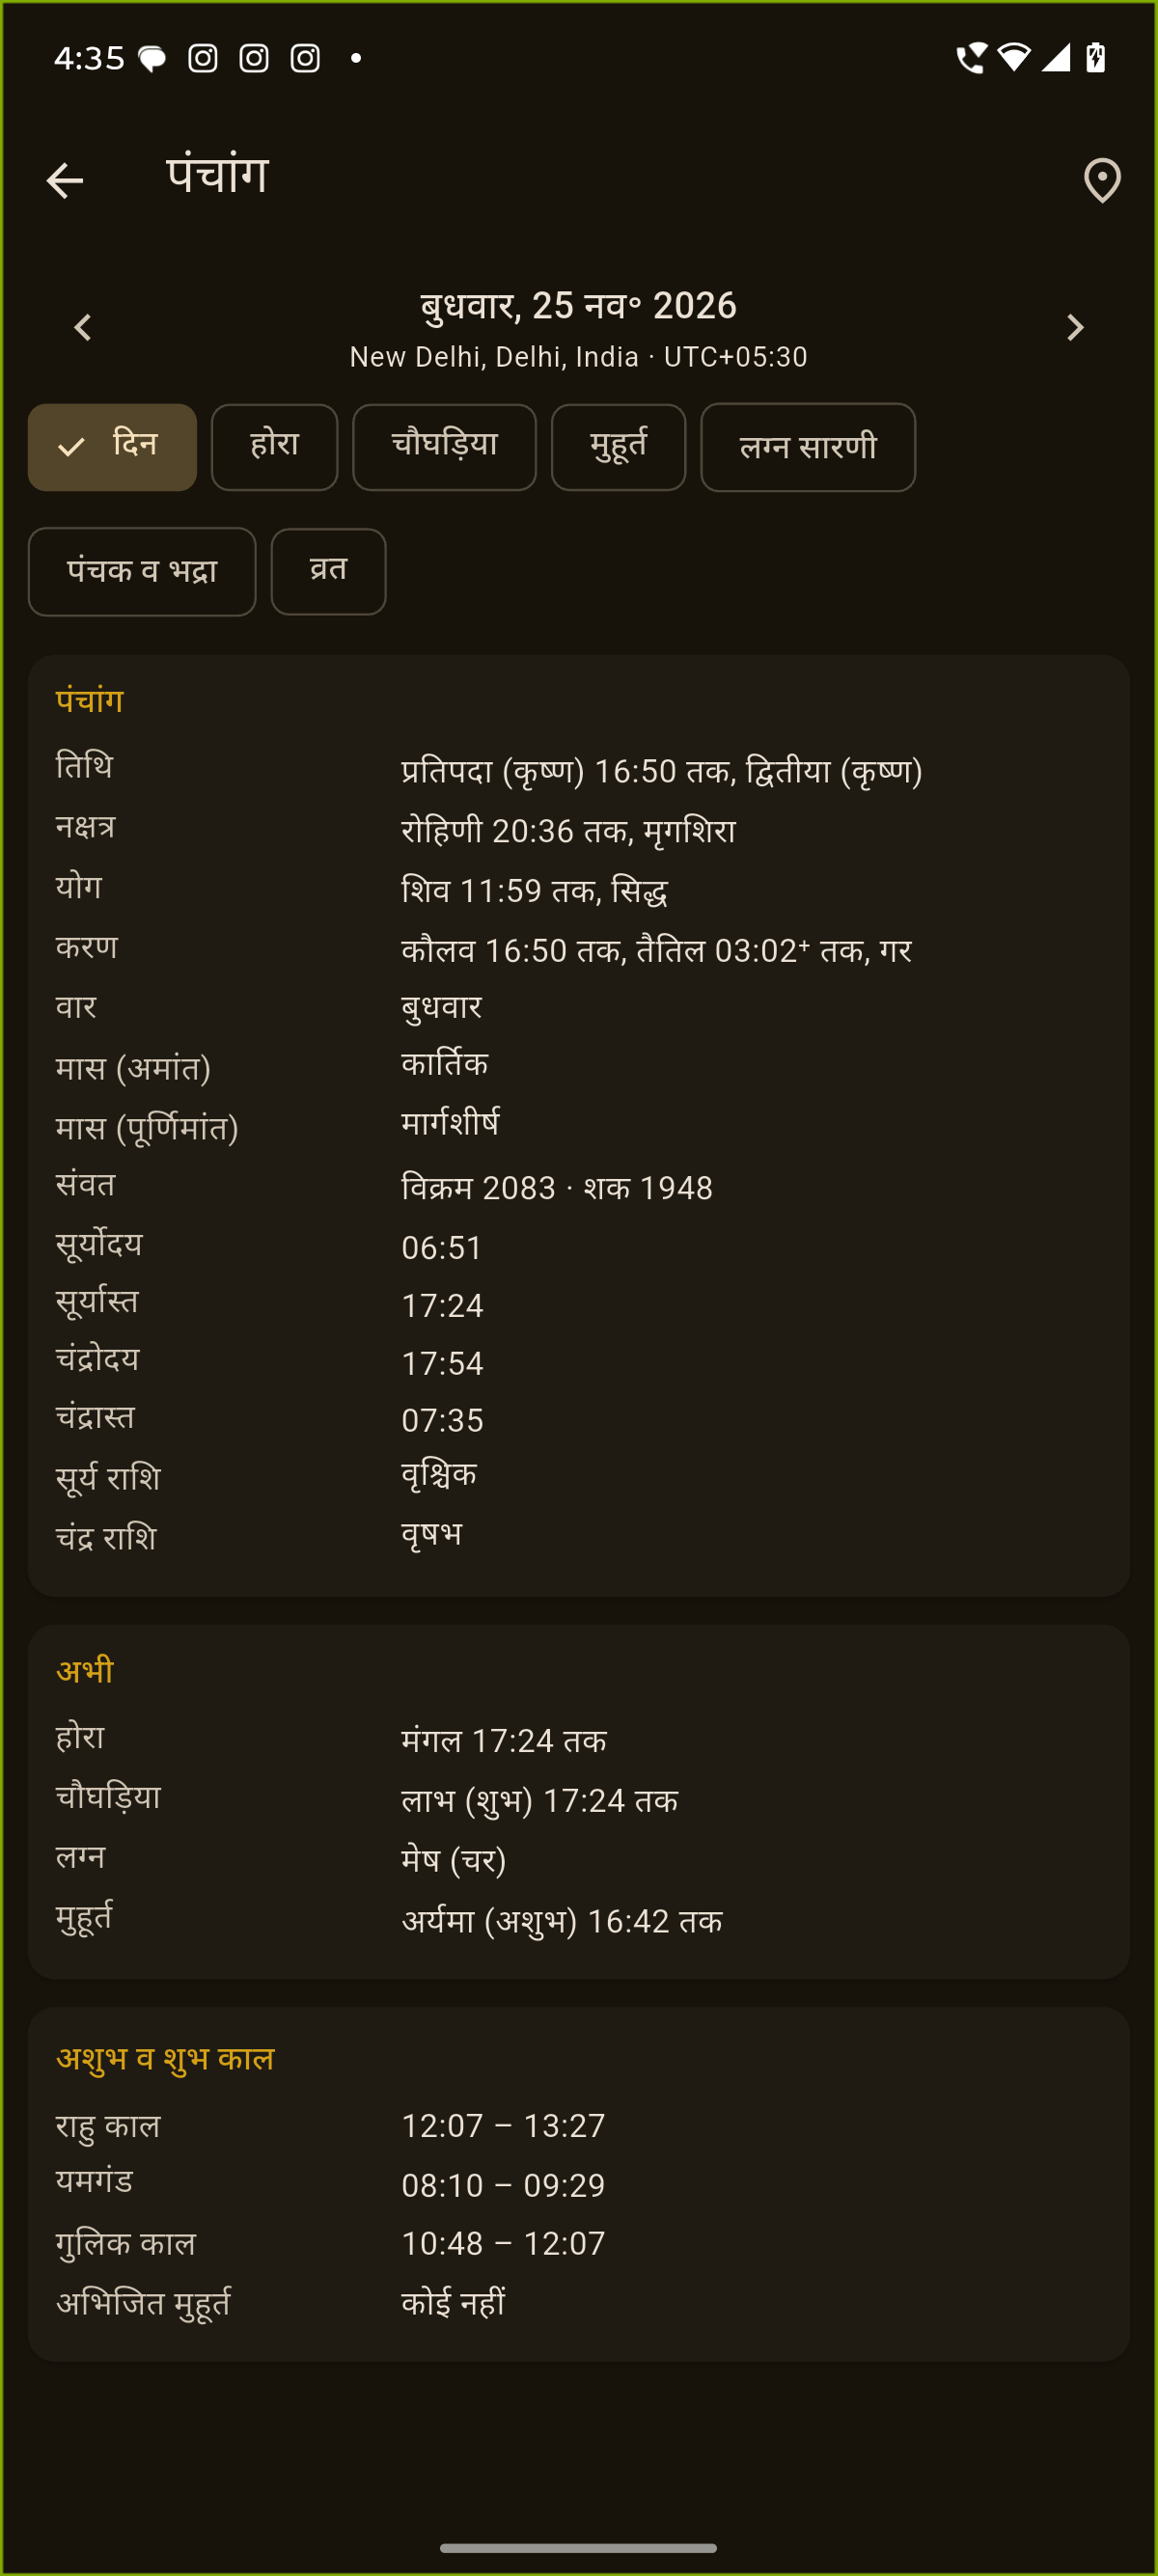 4:35
पंचांग
बुधवार, 25 नव॰ 2026
New Delhi, Delhi, India · UTC+05:30
दिन होरा चौघड़िया मुहूर्त लग्न सारणी
पंचक व भद्रा व्रत
पंचांग
तिथि प्रतिपदा (कृष्ण) 16:50 तक, द्वितीया (कृष्ण)
नक्षत्र रोहिणी 20:36 तक, मृगशिरा
योग शिव 11:59 तक, सिद्ध
करण कौलव 16:50 तक, तैतिल 03:02⁺ तक, गर
वार बुधवार
मास (अमांत) कार्तिक
मास (पूर्णिमांत) मार्गशीर्ष
संवत विक्रम 2083 · शक 1948
सूर्योदय 06:51
सूर्यास्त 17:24
चंद्रोदय 17:54
चंद्रास्त 07:35
सूर्य राशि वृश्चिक
चंद्र राशि वृषभ
अभी
होरा मंगल 17:24 तक
चौघड़िया लाभ (शुभ) 17:24 तक
लग्न मेष (चर)
मुहूर्त अर्यमा (अशुभ) 16:42 तक
अशुभ व शुभ काल
राहु काल 12:07 – 13:27
यमगंड 08:10 – 09:29
गुलिक काल 10:48 – 12:07
अभिजित मुहूर्त कोई नहीं